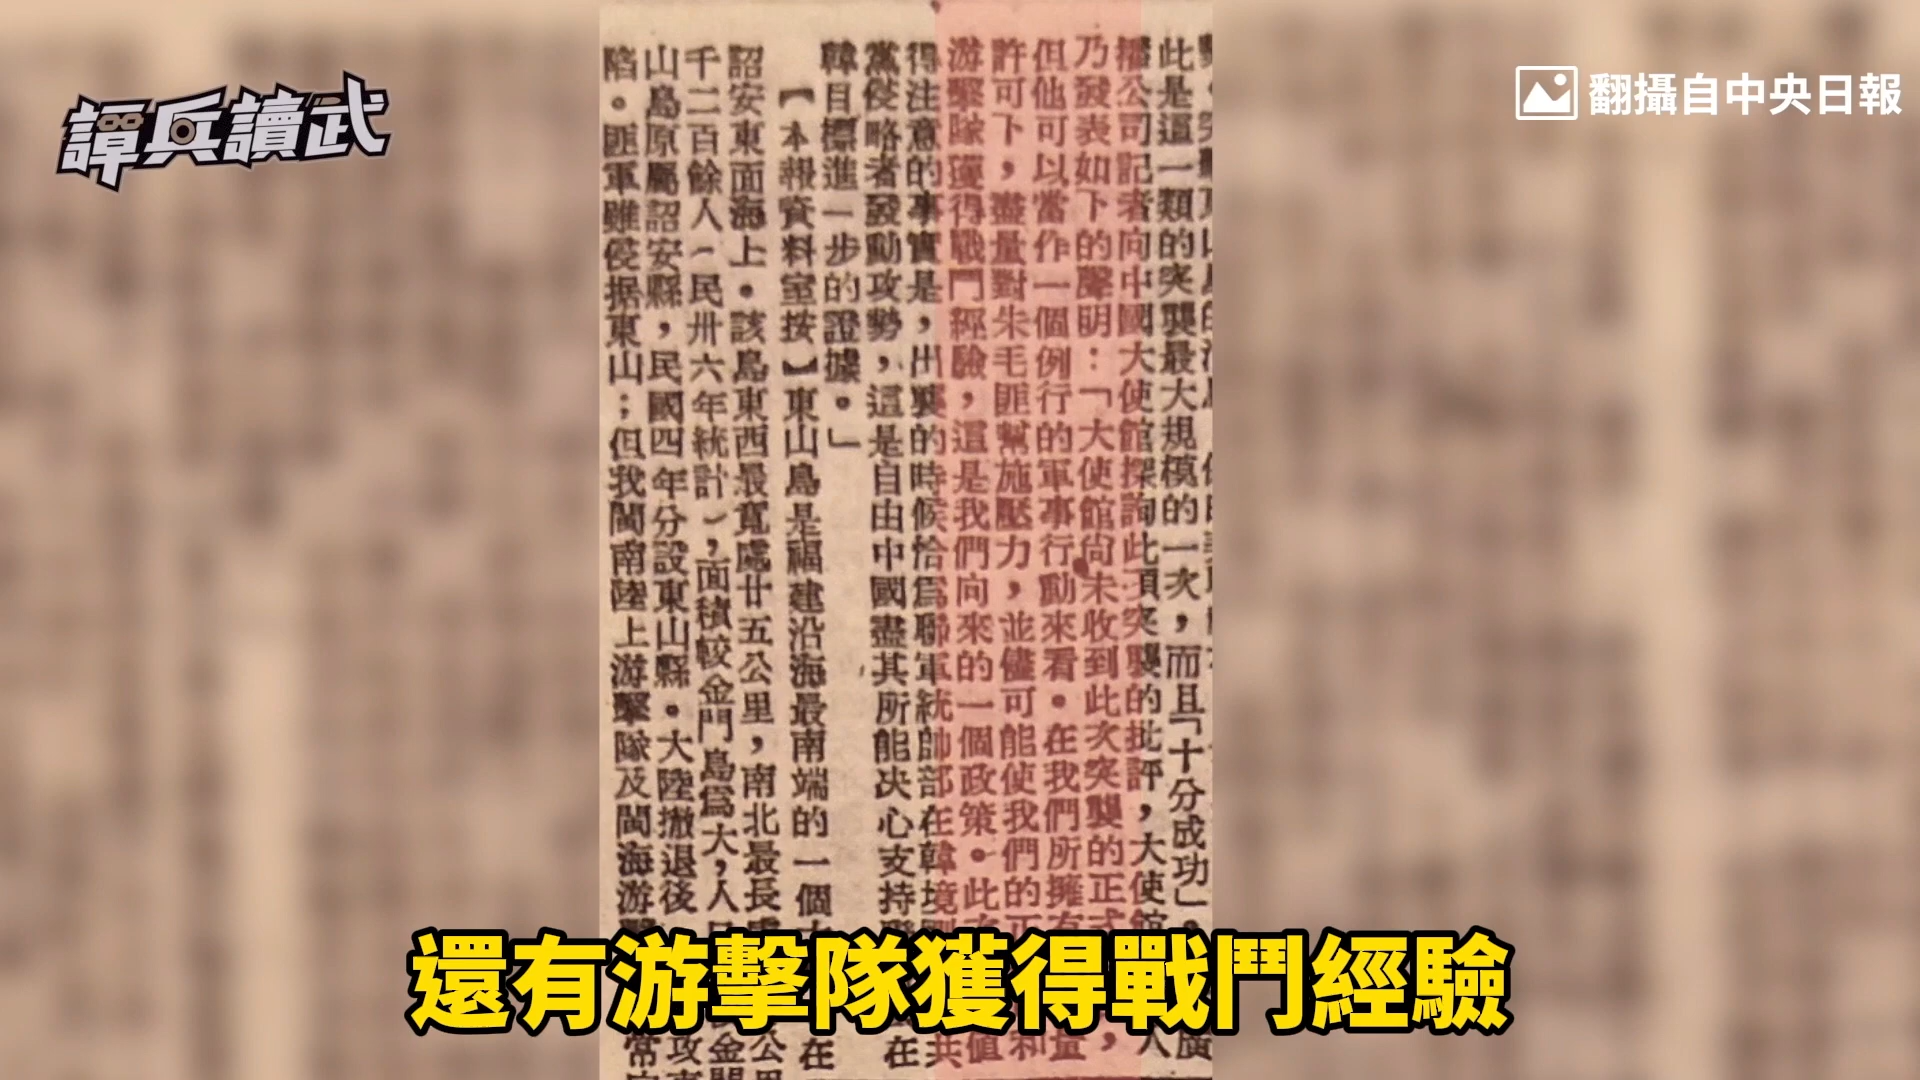 譚兵讀武
翻攝自中央日報
此是這一類的突襲最大規模的一次，而且「十分成功」。
播公司記者向中國大使館探詢此項突襲的批評，大使館
乃發表如下的聲明：「大使館尚未收到此次突襲的正式
但他可以當作一個例行的軍事行動來看。在我們所擁有
許可下，盡量對朱毛匪幫施壓力，並儘可能使我們的正
游擊隊獲得戰鬥經驗，這是我們向來的一個政策。此
得注意的事實是，出襲的時候恰爲聯軍統帥部在韓境
黨侵略者發動攻勢，這是自由中國盡其所能决心支持
韓目標進一步的證據。」
【本報資料室按】東山島是福建沿海最南端的一個
詔安東面海上。該島東西最寬處廿五公里，南北最長
千二百餘人（民卅六年統計），面積較金門島爲大，人
山島原屬詔安縣，民國四年分設東山縣。大陸撤退後
陷。匪軍雖侵据東山；但我閩南陸上游擊隊及閩海游
還有游擊隊獲得戰鬥經驗